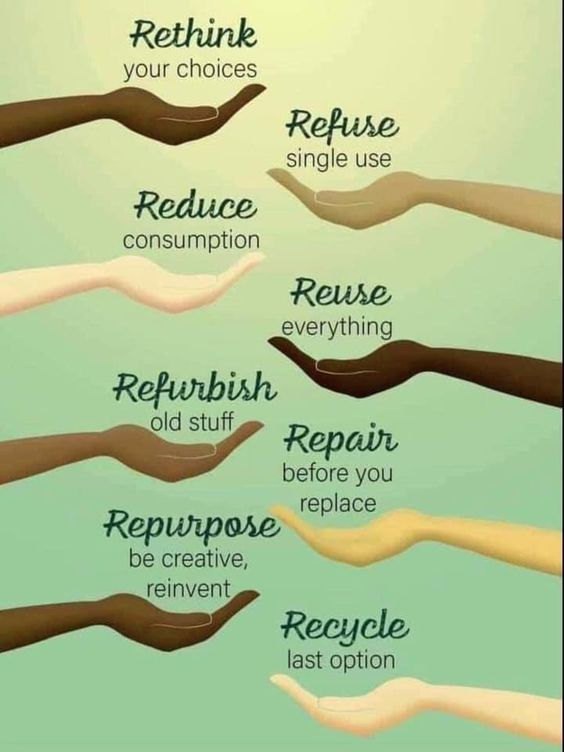 Rethink
your choices
Refuse
single use
Reduce
consumption
Reuse
everything
Refurbish
old stuff
Repair
before you
replace
Repurpose
be creative,
reinvent
Recycle
last option